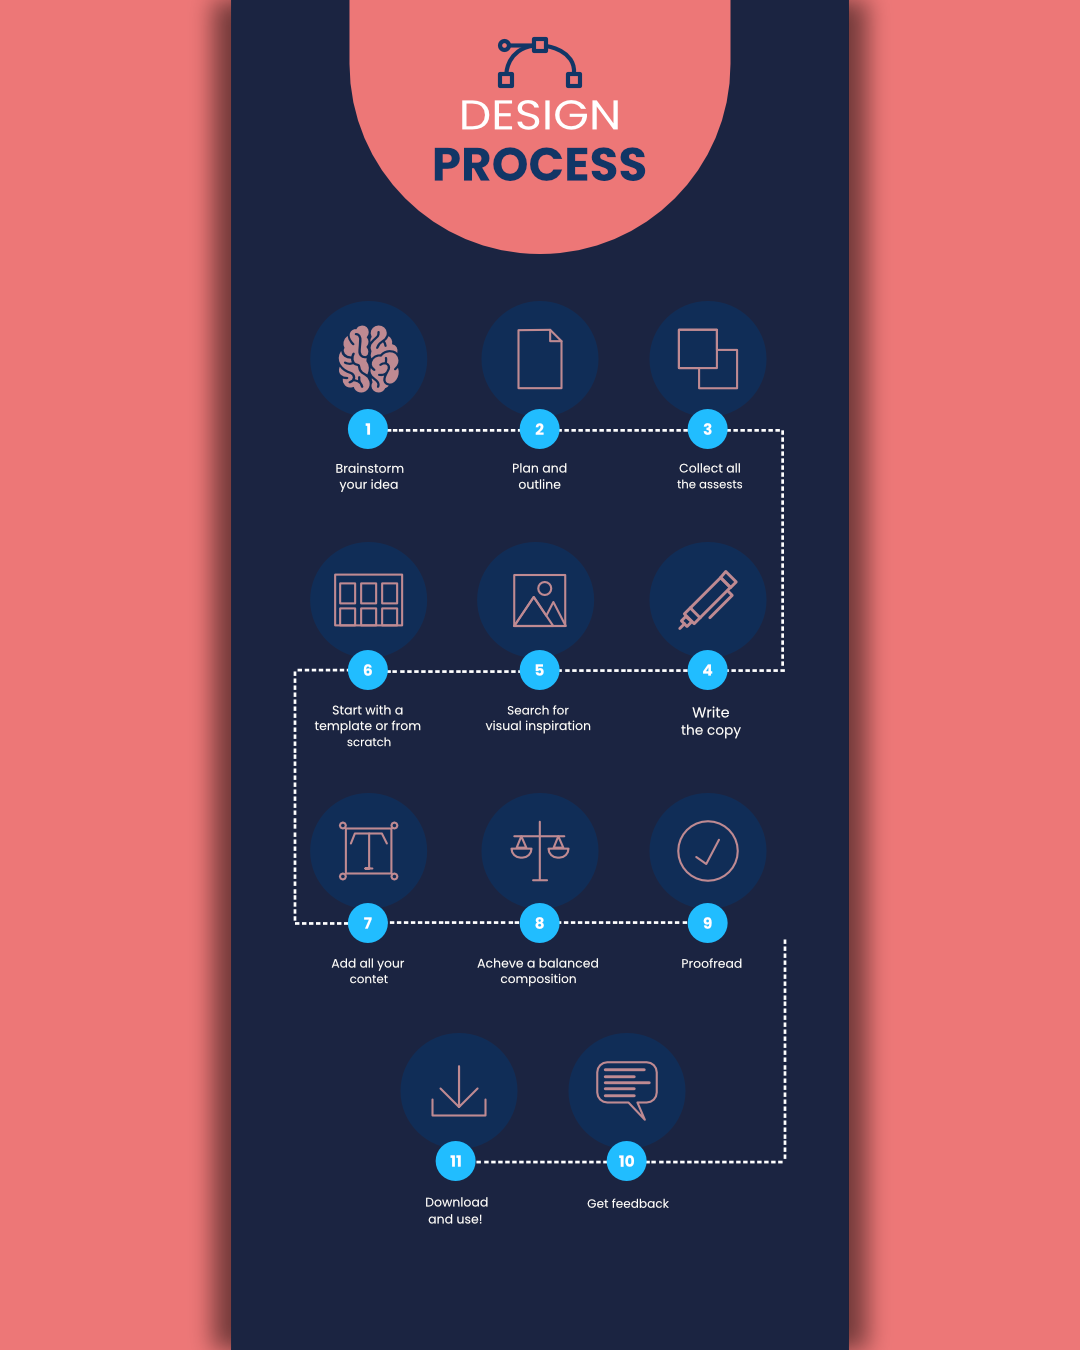 DESIGN
PROCESS
1
Brainstorm
your idea
2
Plan and
outline
3
Collect all
the assests
4
Write
the copy
5
Search for
visual inspiration
6
Start with a
template or from
scratch
7
Add all your
contet
8
Acheve a balanced
composition
9
Proofread
10
Get feedback
11
Download
and use!